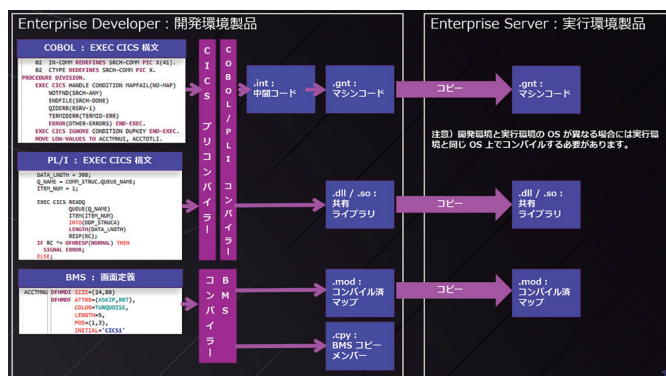 Enterprise Developer：開発環境製品
Enterprise Server：実行環境製品
COBOL : EXEC CICS 構文
02 IN-COMM REDEFINES SRCH-COMM PIC X(41).
02 CTYPE REDEFINES SRCH-COMM PIC X.
PROCEDURE DIVISION.
EXEC CICS HANDLE CONDITION MAPFAIL(NO-MAP)
NOTFND(SRCH-ANY)
ENDFILE(SRCH-DONE)
QIDERR(RSRV-1)
TERMIDERR(TERMID-ERR)
ERROR(OTHER-ERRORS) END-EXEC.
EXEC CICS IGNORE CONDITION DUPKEY END-EXEC.
MOVE LOW-VALUES TO ACCTMNUI, ACCTDTLI.
CICS プリコンパイラー
COBOL/PLI コンパイラー
.int :
中間コード
.gnt :
マシンコード
コピー
.gnt :
マシンコード
注意）開発環境と実行環境の OS が異なる場合には実行環
境と同じ OS 上でコンパイルする必要があります。
PL/I : EXEC CICS 構文
DATA_LNGTH = 308;
Q_NAME = COMM_STRUC.QUEUE_NAME;
ITEM_NUM = 1;
EXEC CICS READQ
QUEUE(Q_NAME)
ITEM(ITEM_NUM)
INTO(DDP_STRUCA)
LENGTH(DATA_LNGTH)
RESP(RC);
IF RC ^= DFHRESP(NORMAL) THEN
SIGNAL ERROR;
ELSE;
.dll / .so :
共有
ライブラリ
コピー
.dll / .so :
共有
ライブラリ
BMS : 画面定義
ACCTMNU DFHMDI SIZE=(24,80)
DFHMDF ATTRB=(ASKIP,BRT),
COLOR=TURQUOISE,
LENGTH=5,
POS=(1,3),
INITIAL='CICS1'
BMS
コンパイラー
.mod :
コンパイル済
マップ
コピー
.mod :
コンパイル済
マップ
.cpy :
BMS コピー
メンバー